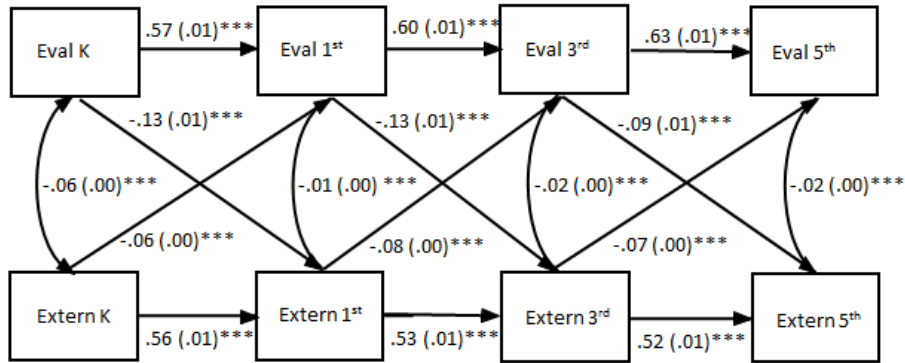 .57 (.01)*** .60 (.01)*** .63 (.01)***
Eval K Eval 1st Eval 3rd Eval 5th
-.13 (.01)*** -.13 (.01)*** -.09 (.01)***
-.06 (.00)*** -.01 (.00) *** -.02 (.00)*** -.02 (.00)***
-.06 (.00)*** -.08 (.00)*** -.07 (.00)***
Extern K Extern 1st Extern 3rd Extern 5th
.56 (.01)*** .53 (.01)*** .52 (.01)***